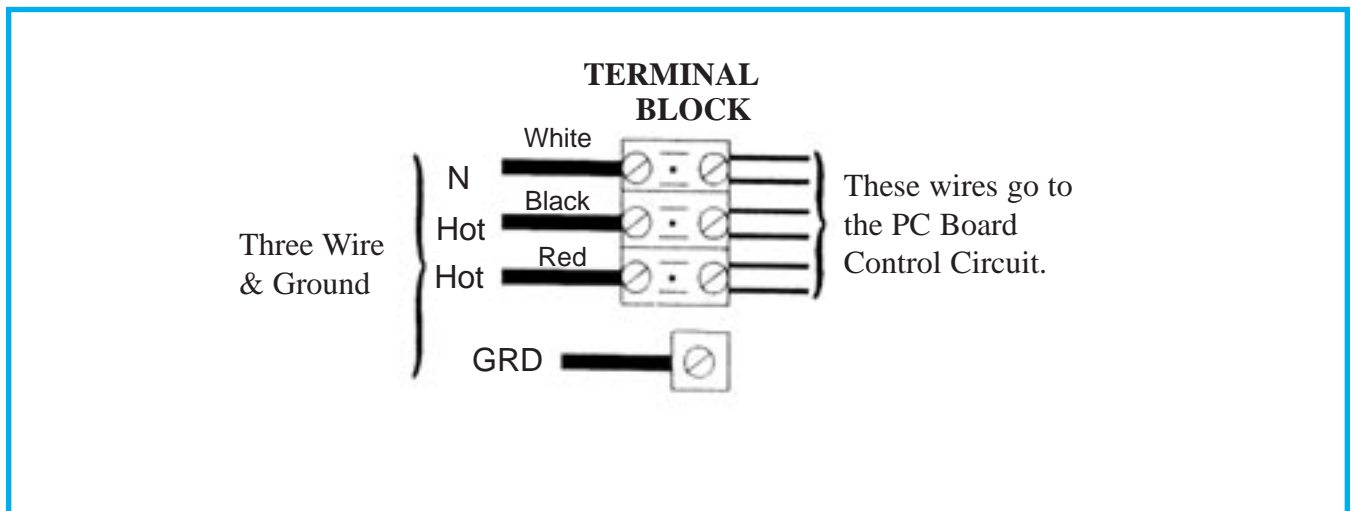 TERMINAL
BLOCK
White
N
Black
Hot
Red
Hot
GRD
Three Wire
& Ground
These wires go to
the PC Board
Control Circuit.